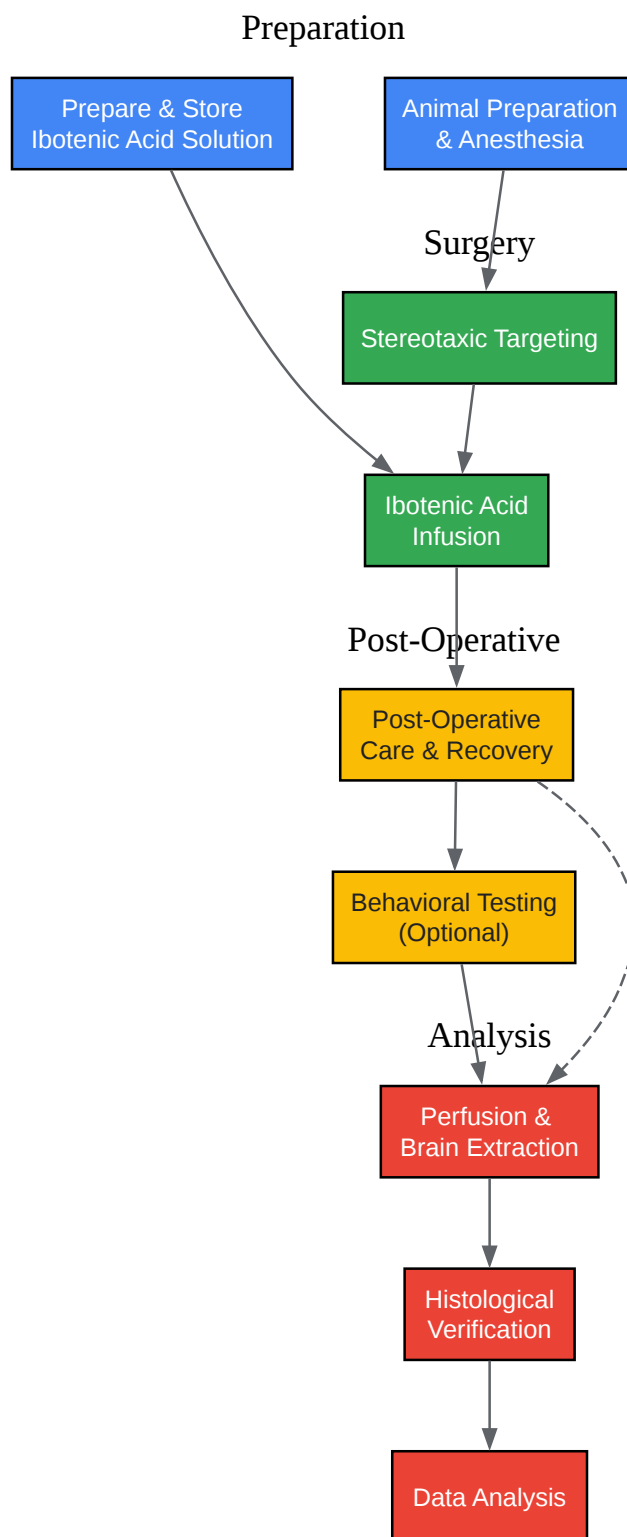 Preparation
Prepare & Store
Ibotenic Acid Solution
Animal Preparation
& Anesthesia
Surgery
Stereotaxic Targeting
Ibotenic Acid
Infusion
Post-Operative
Post-Operative
Care & Recovery
Behavioral Testing
(Optional)
Analysis
Perfusion &
Brain Extraction
Histological
Verification
Data Analysis